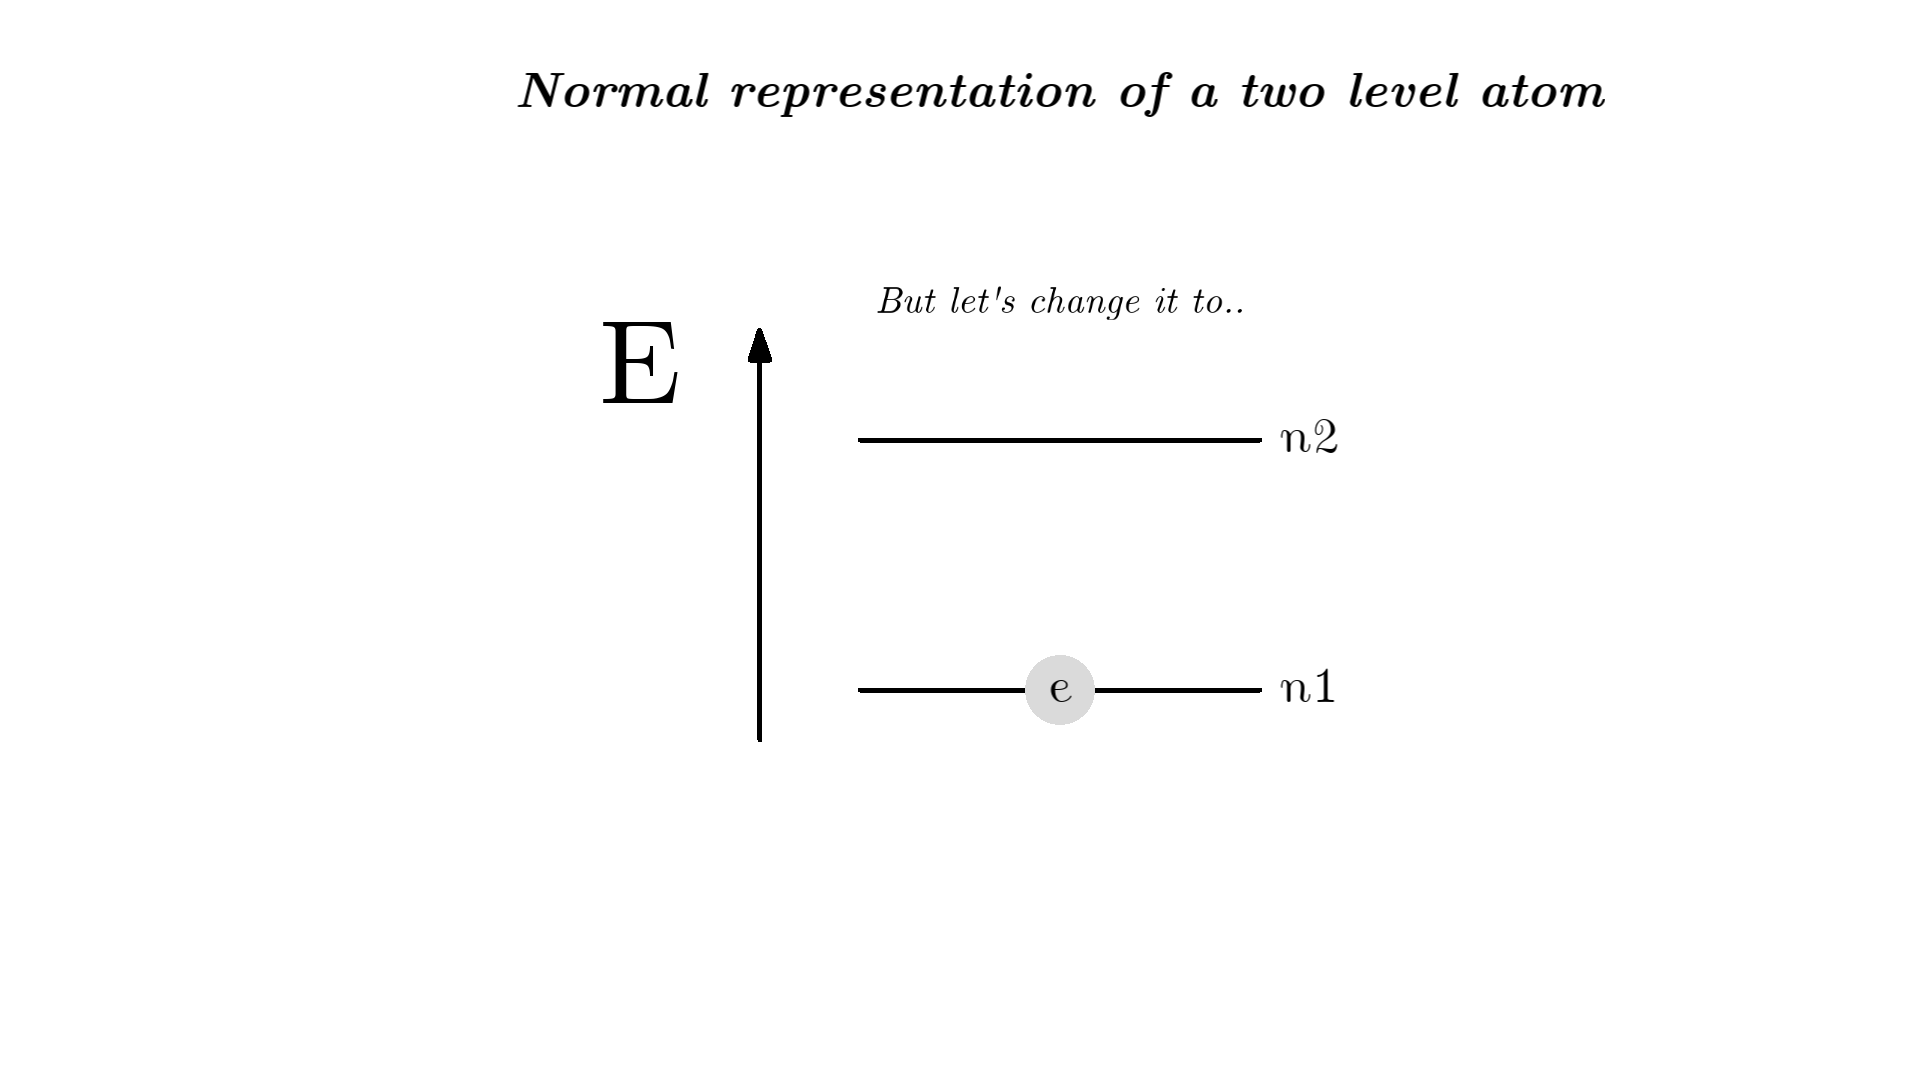 Normal representation of a two level atom
But let's change it to..
E
n2
e
n1